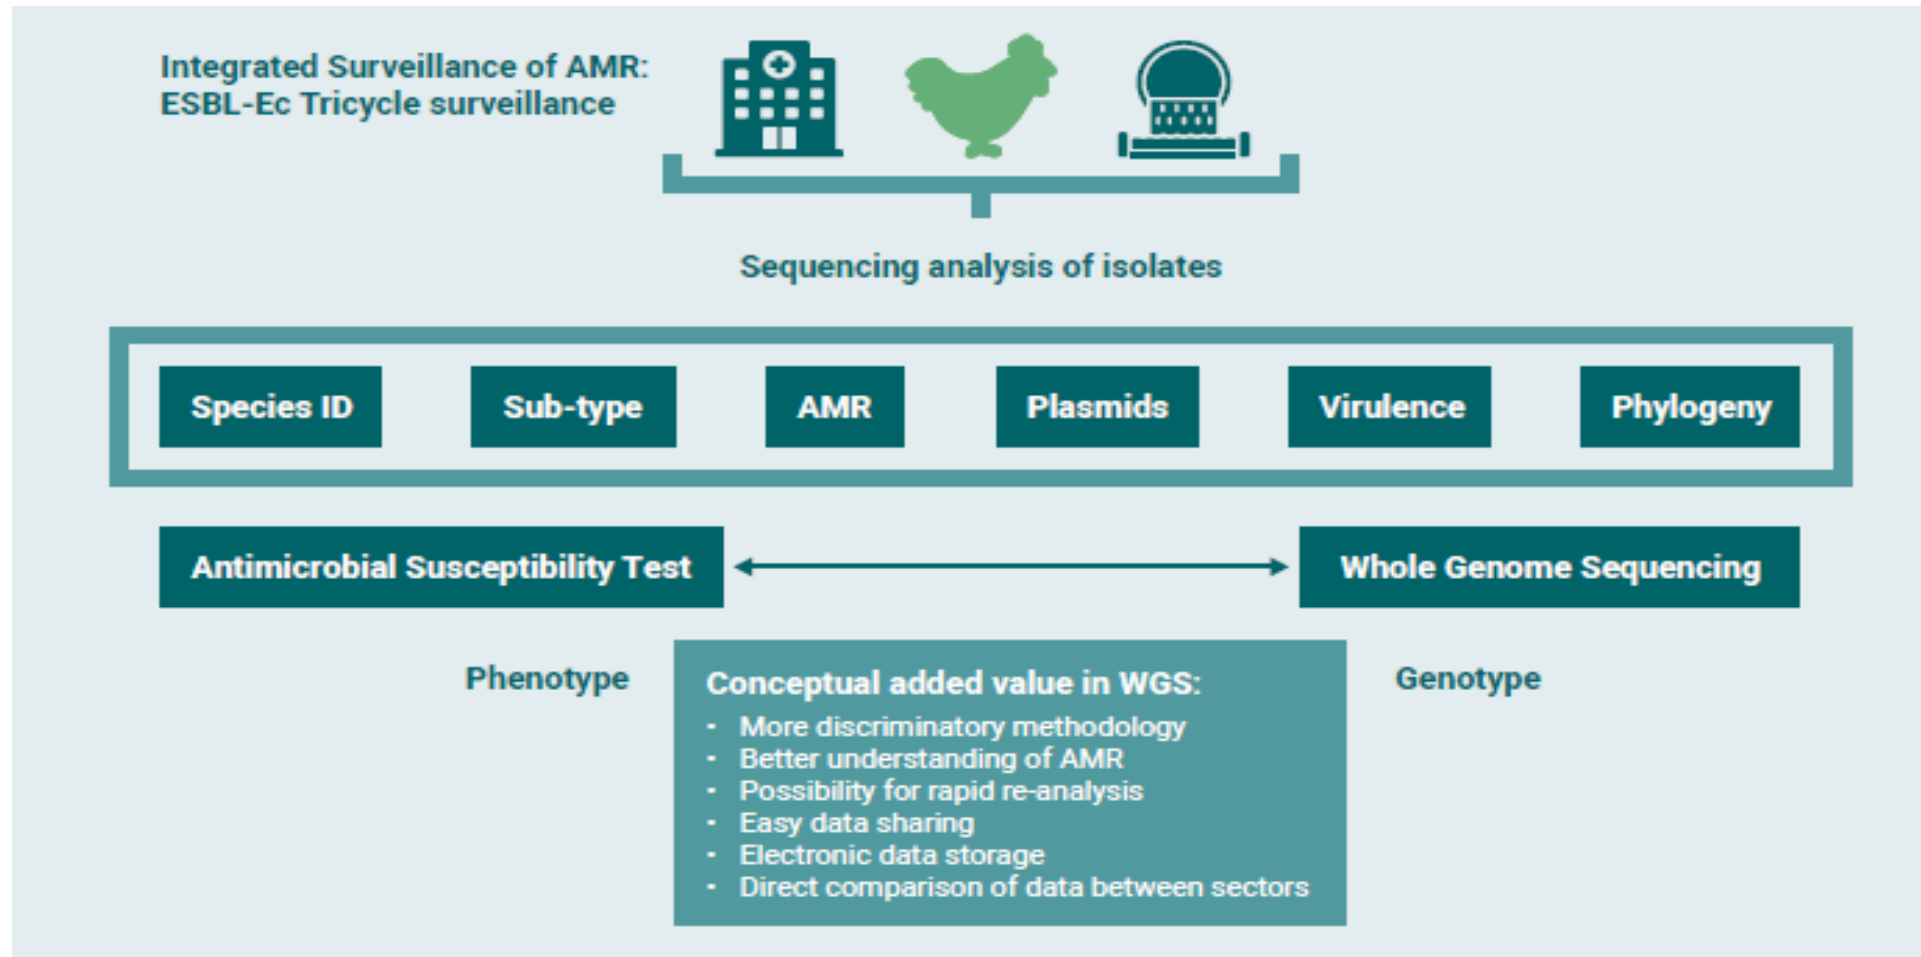 Integrated Surveillance of AMR:
ESBL-Ec Tricycle surveillance
Sequencing analysis of isolates
Species ID
Sub-type
AMR
Plasmids
Virulence
Phylogeny
Antimicrobial Susceptibility Test
Whole Genome Sequencing
Phenotype
Conceptual added value in WGS:
- More discriminatory methodology
- Better understanding of AMR
- Possibility for rapid re-analysis
- Easy data sharing
- Electronic data storage
- Direct comparison of data between sectors
Genotype